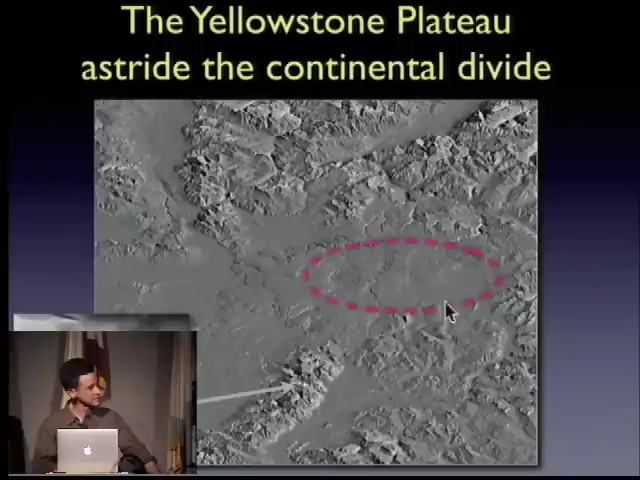 The Yellowstone Plateau
astride the continental divide